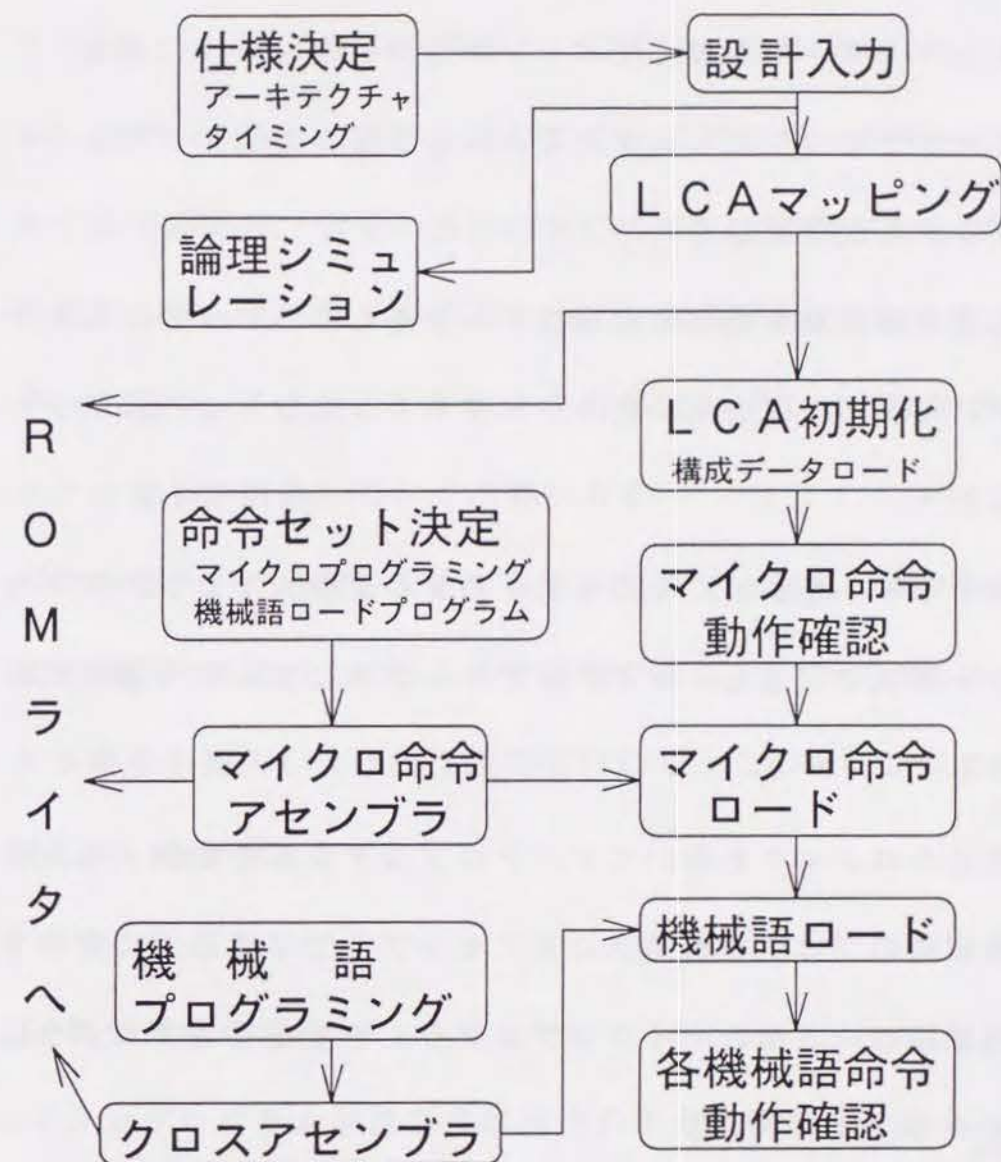 仕様決定
アーキテクチャ
タイミング
設計入力
LCAマッピング
論理シミュ
レーション
LCA初期化
構成データロード
命令セット決定
マイクロプログラミング
機械語ロードプログラム
マイクロ命令
動作確認
マイクロ命令
アセンブラ
マイクロ命令
ロード
機械語
プログラミング
機械語ロード
クロスアセンブラ
各機械語命令
動作確認
ROMライタへ